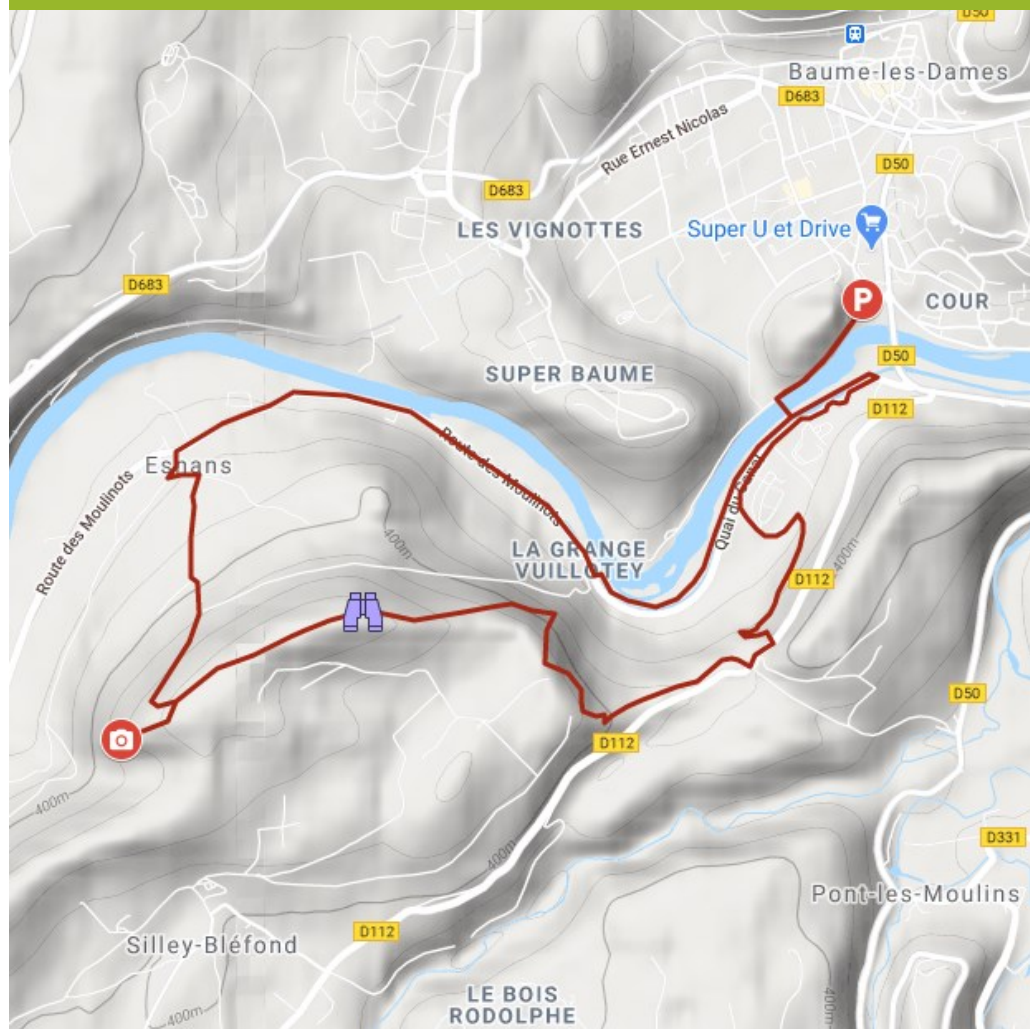 D50
Baume-les-Dames
D683
Rue Ernest Nicolas
D50
D683
LES VIGNOTTES
Super U et Drive
D683
P
COUR
D50
SUPER BAUME
D112
Route des Moulinots
Esnans
Route des Moulinots
Quai du Canal
400m
LA GRANGE
VUILLOTEY
400m
D112
D50
D112
400m
D331
400m
Pont-les-Moulins
D112
Silley-Bléfond
LE BOIS
RODOLPHE
400m
400m